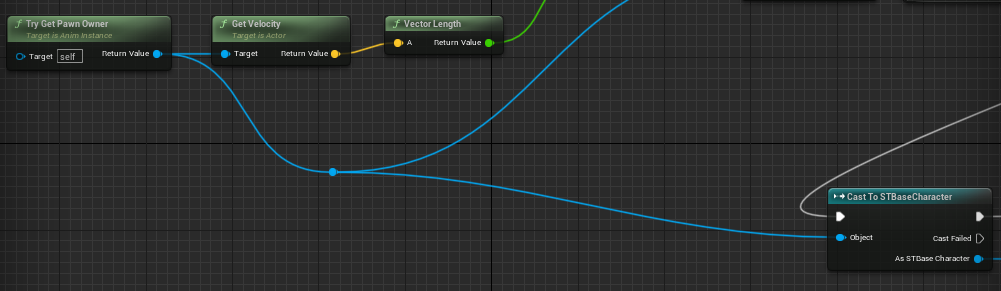 Try Get Pawn Owner
Target is Anim Instance
Target self
Return Value
Get Velocity
Target is Actor
Target
Return Value
Vector Length
A
Return Value
Cast To STBaseCharacter
Object
Cast Failed
As STBase Character